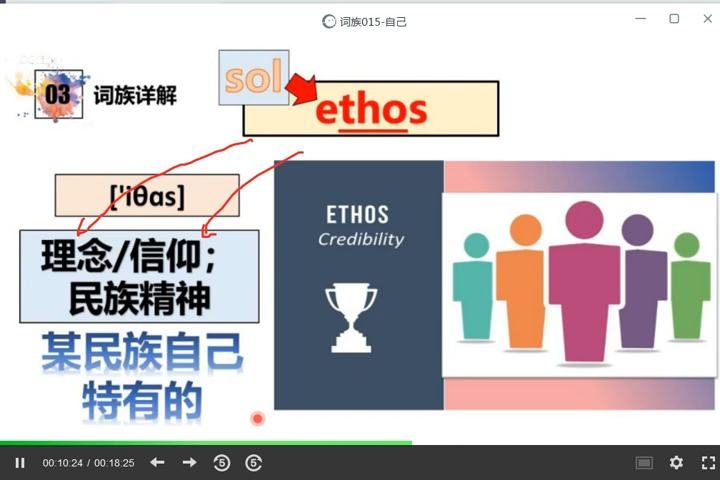 词族015-自己
03
词族详解
sol
ethos
['iθɑs]
理念/信仰；
民族精神
某民族自己
特有的
ETHOS
Credibility
00:10:24 / 00:18:25
5
5